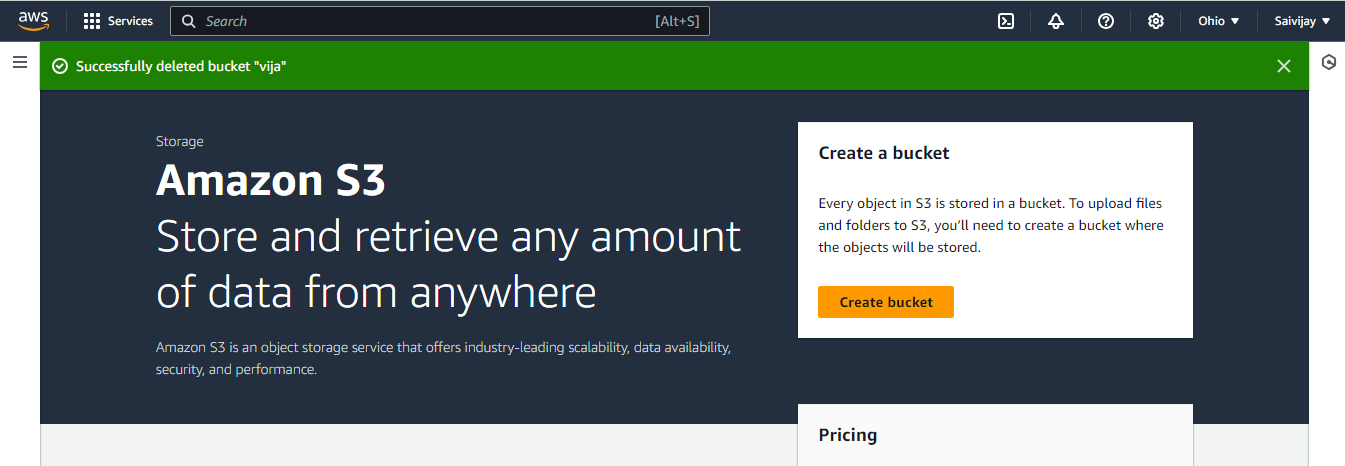 aws
Services
Search
[Alt+S]
Ohio
Saivijay
Successfully deleted bucket "vija"
Storage
Amazon S3
Store and retrieve any amount
of data from anywhere
Amazon S3 is an object storage service that offers industry-leading scalability, data availability,
security, and performance.
Create a bucket
Every object in S3 is stored in a bucket. To upload files
and folders to S3, you’ll need to create a bucket where
the objects will be stored.
Create bucket
Pricing